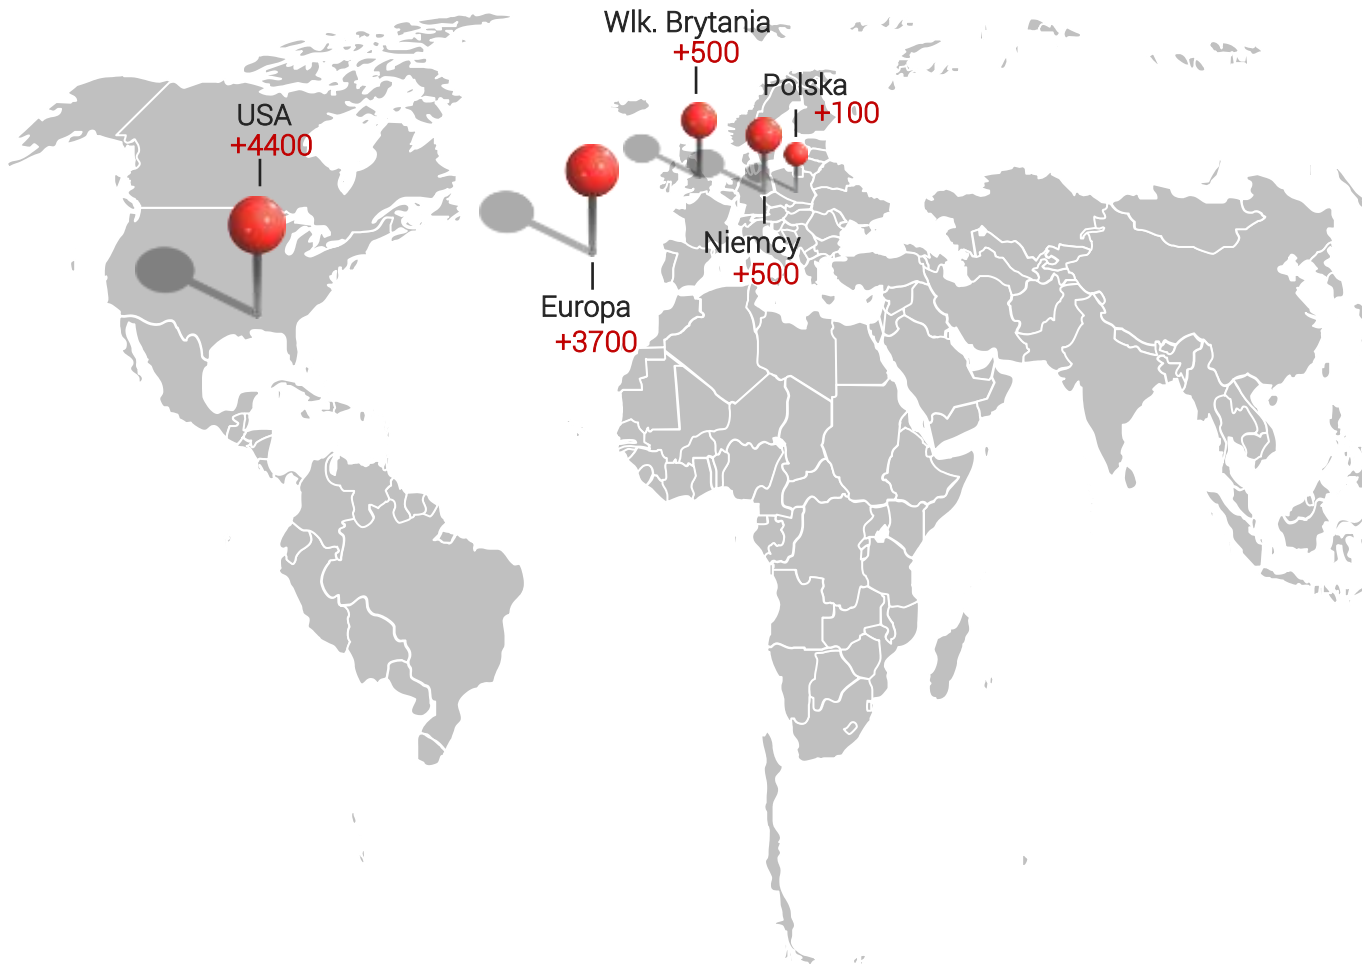 Wlk. Brytania
+500
Polska
+100
USA
+4400
Niemcy
+500
Europa
+3700